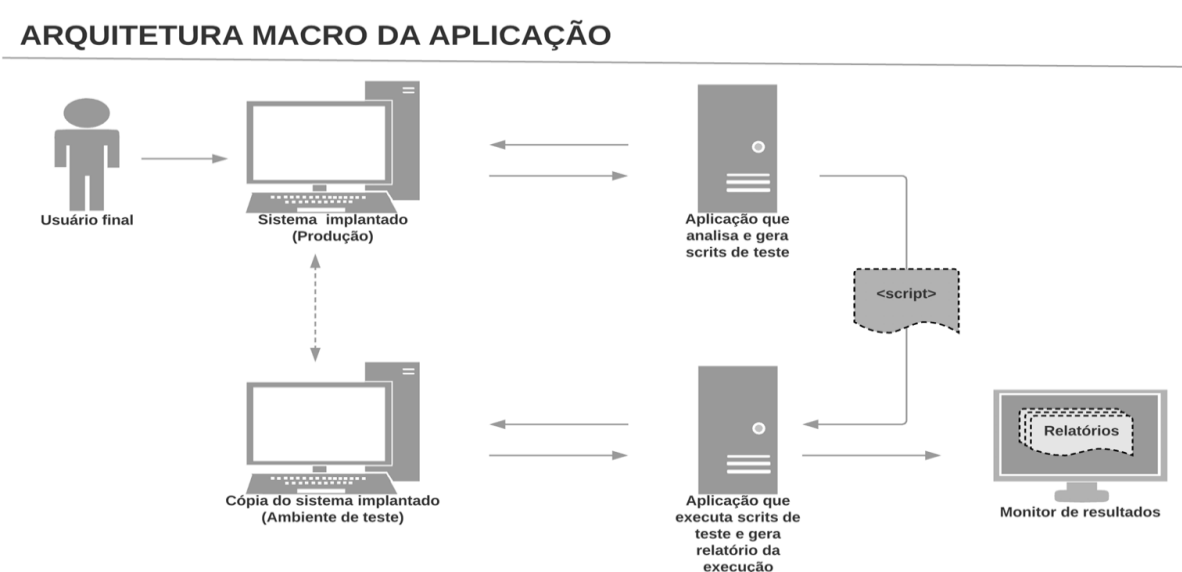 ARQUITETURA MACRO DA APLICAÇÃO
Usuário final
Sistema implantado
(Produção)
Aplicação que
analisa e gera
scrits de teste
<script>
Cópia do sistema implantado
(Ambiente de teste)
Aplicação que
executa scrits de
teste e gera
relatório da
execução
Relatórios
Monitor de resultados